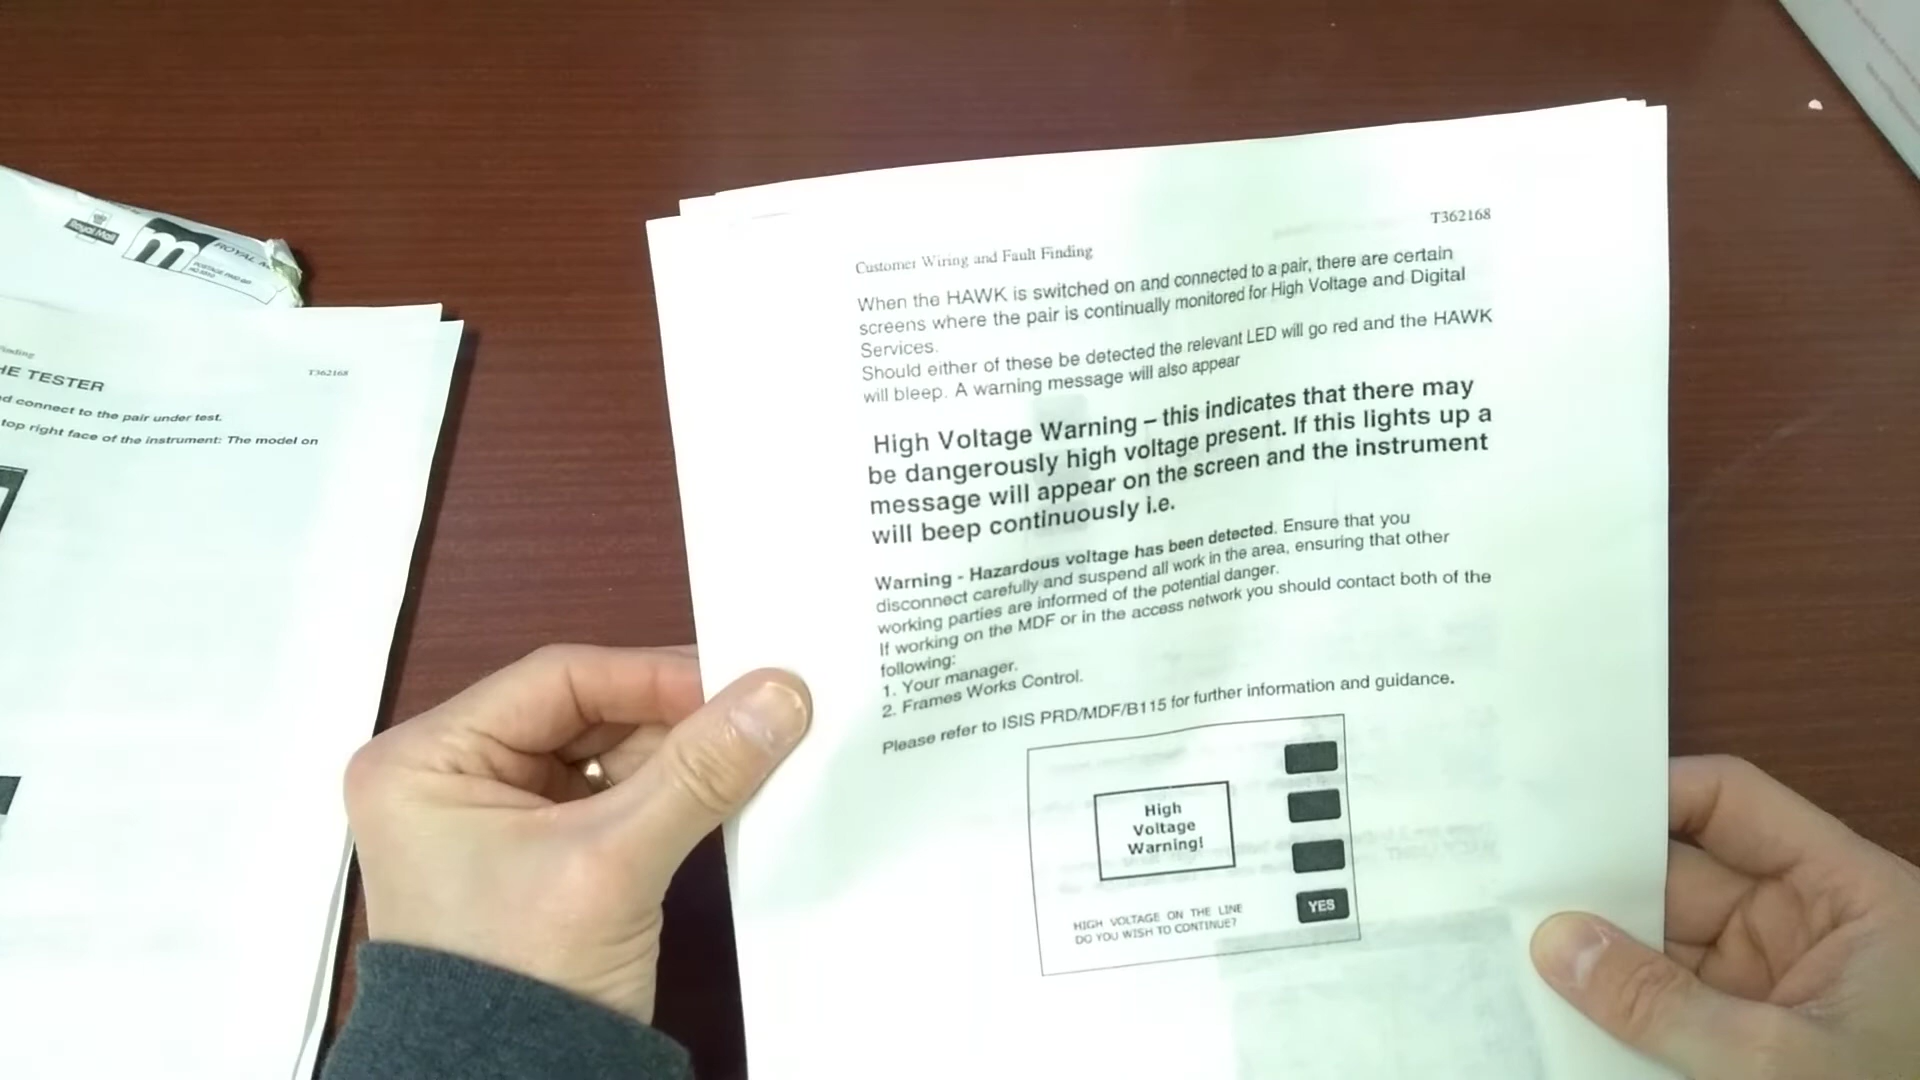 Royal Mail
m
ROYAL M
POSTAGE PAID GB
Finding
T362168
HE TESTER
d connect to the pair under test.
top right face of the instrument: The model on
T362168
Customer Wiring and Fault Finding
When the HAWK is switched on and connected to a pair, there are certain
screens where the pair is continually monitored for High Voltage and Digital
Services.
Should either of these be detected the relevant LED will go red and the HAWK
will bleep. A warning message will also appear
High Voltage Warning – this indicates that there may
be dangerously high voltage present. If this lights up a
message will appear on the screen and the instrument
will beep continuously i.e.
Warning - Hazardous voltage has been detected. Ensure that you
disconnect carefully and suspend all work in the area, ensuring that other
working parties are informed of the potential danger.
If working on the MDF or in the access network you should contact both of the
following:
1. Your manager.
2. Frames Works Control.
Please refer to ISIS PRD/MDF/B115 for further information and guidance.
High
Voltage
Warning!
HIGH VOLTAGE ON THE LINE
DO YOU WISH TO CONTINUE?
YES